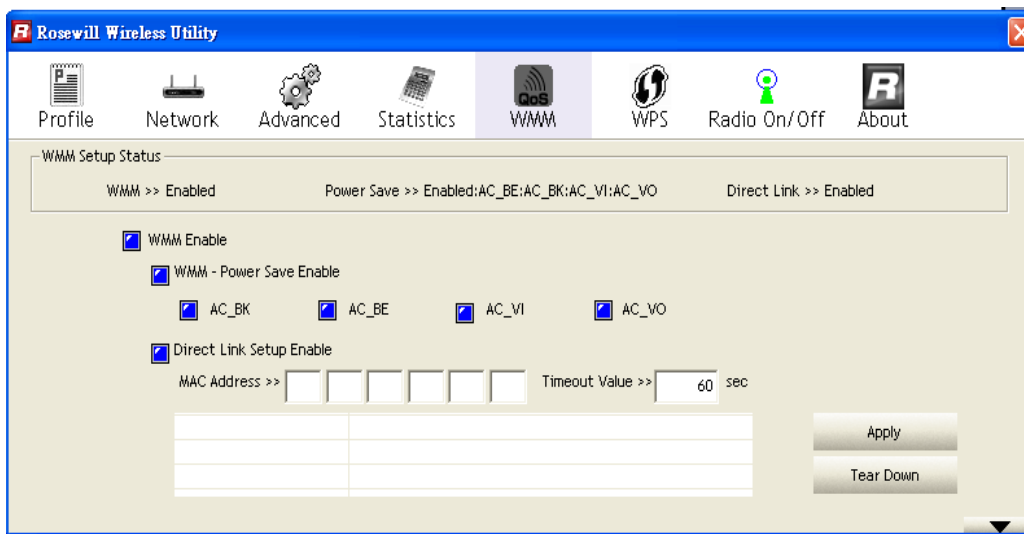 Rosewill Wireless Utility
Profile Network Advanced Statistics QoS WMM WPS Radio On/Off About
WMM Setup Status
WMM >> Enabled Power Save >> Enabled:AC_BE:AC_BK:AC_VI:AC_VO Direct Link >> Enabled
WMM Enable
WMM - Power Save Enable
AC_BK AC_BE AC_VI AC_VO
Direct Link Setup Enable
MAC Address >> Timeout Value >> 60 sec
Apply
Tear Down